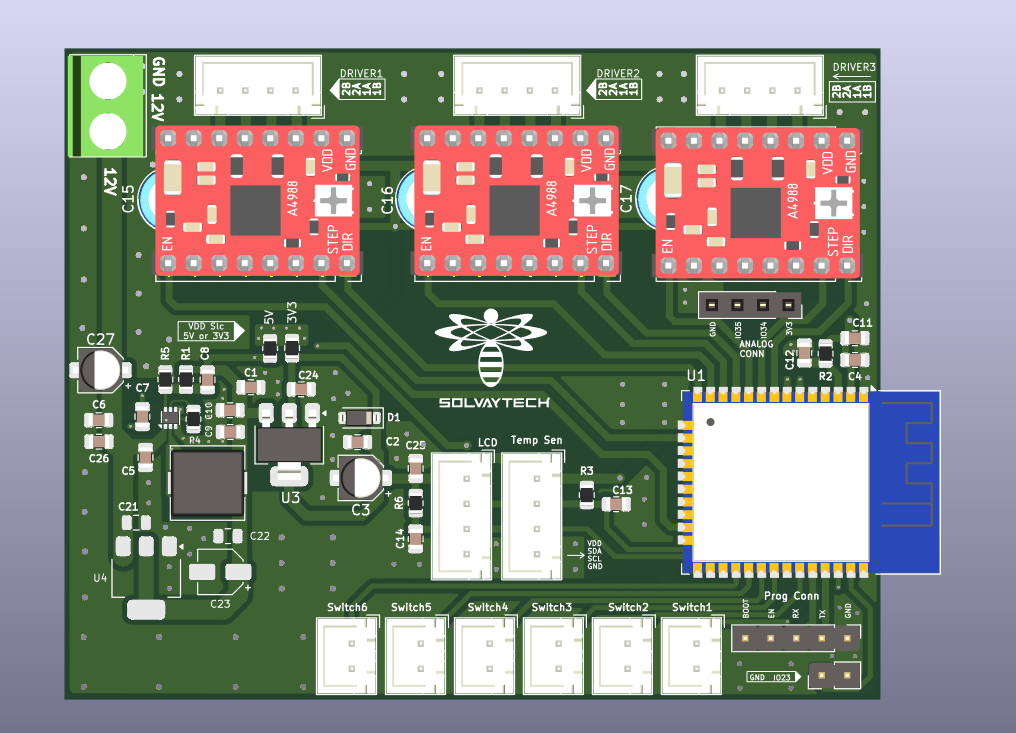 GND 12V
12V
DRIVER1
2B
2A
1A
1B
DRIVER2
2B
2A
1A
1B
DRIVER3
2B
2A
1A
1B
C15
EN
VDD
GND
A4988
STEP
DIR
C16
EN
VDD
GND
A4988
STEP
DIR
C17
EN
VDD
GND
A4988
STEP
DIR
VDD Slc
5V or 3V3
5V
3V3
GND
IO35
IO34
3V3
ANALOG
CONN
C11
C12
R2
C4
C27
+
R5
R1
C8
C7
C1
C24
C6
C10
C9
R4
C26
C5
D1
C2
U3
C3
+
SOLVAYTECH
U1
LCD
Temp Sen
C25
R6
C14
R3
C13
VDD
SDA
SCL
GND
C21
C22
U4
C23
+
Switch6
Switch5
Switch4
Switch3
Switch2
Switch1
Prog Conn
BOOT
EN
RX
TX
GND
GND IO23